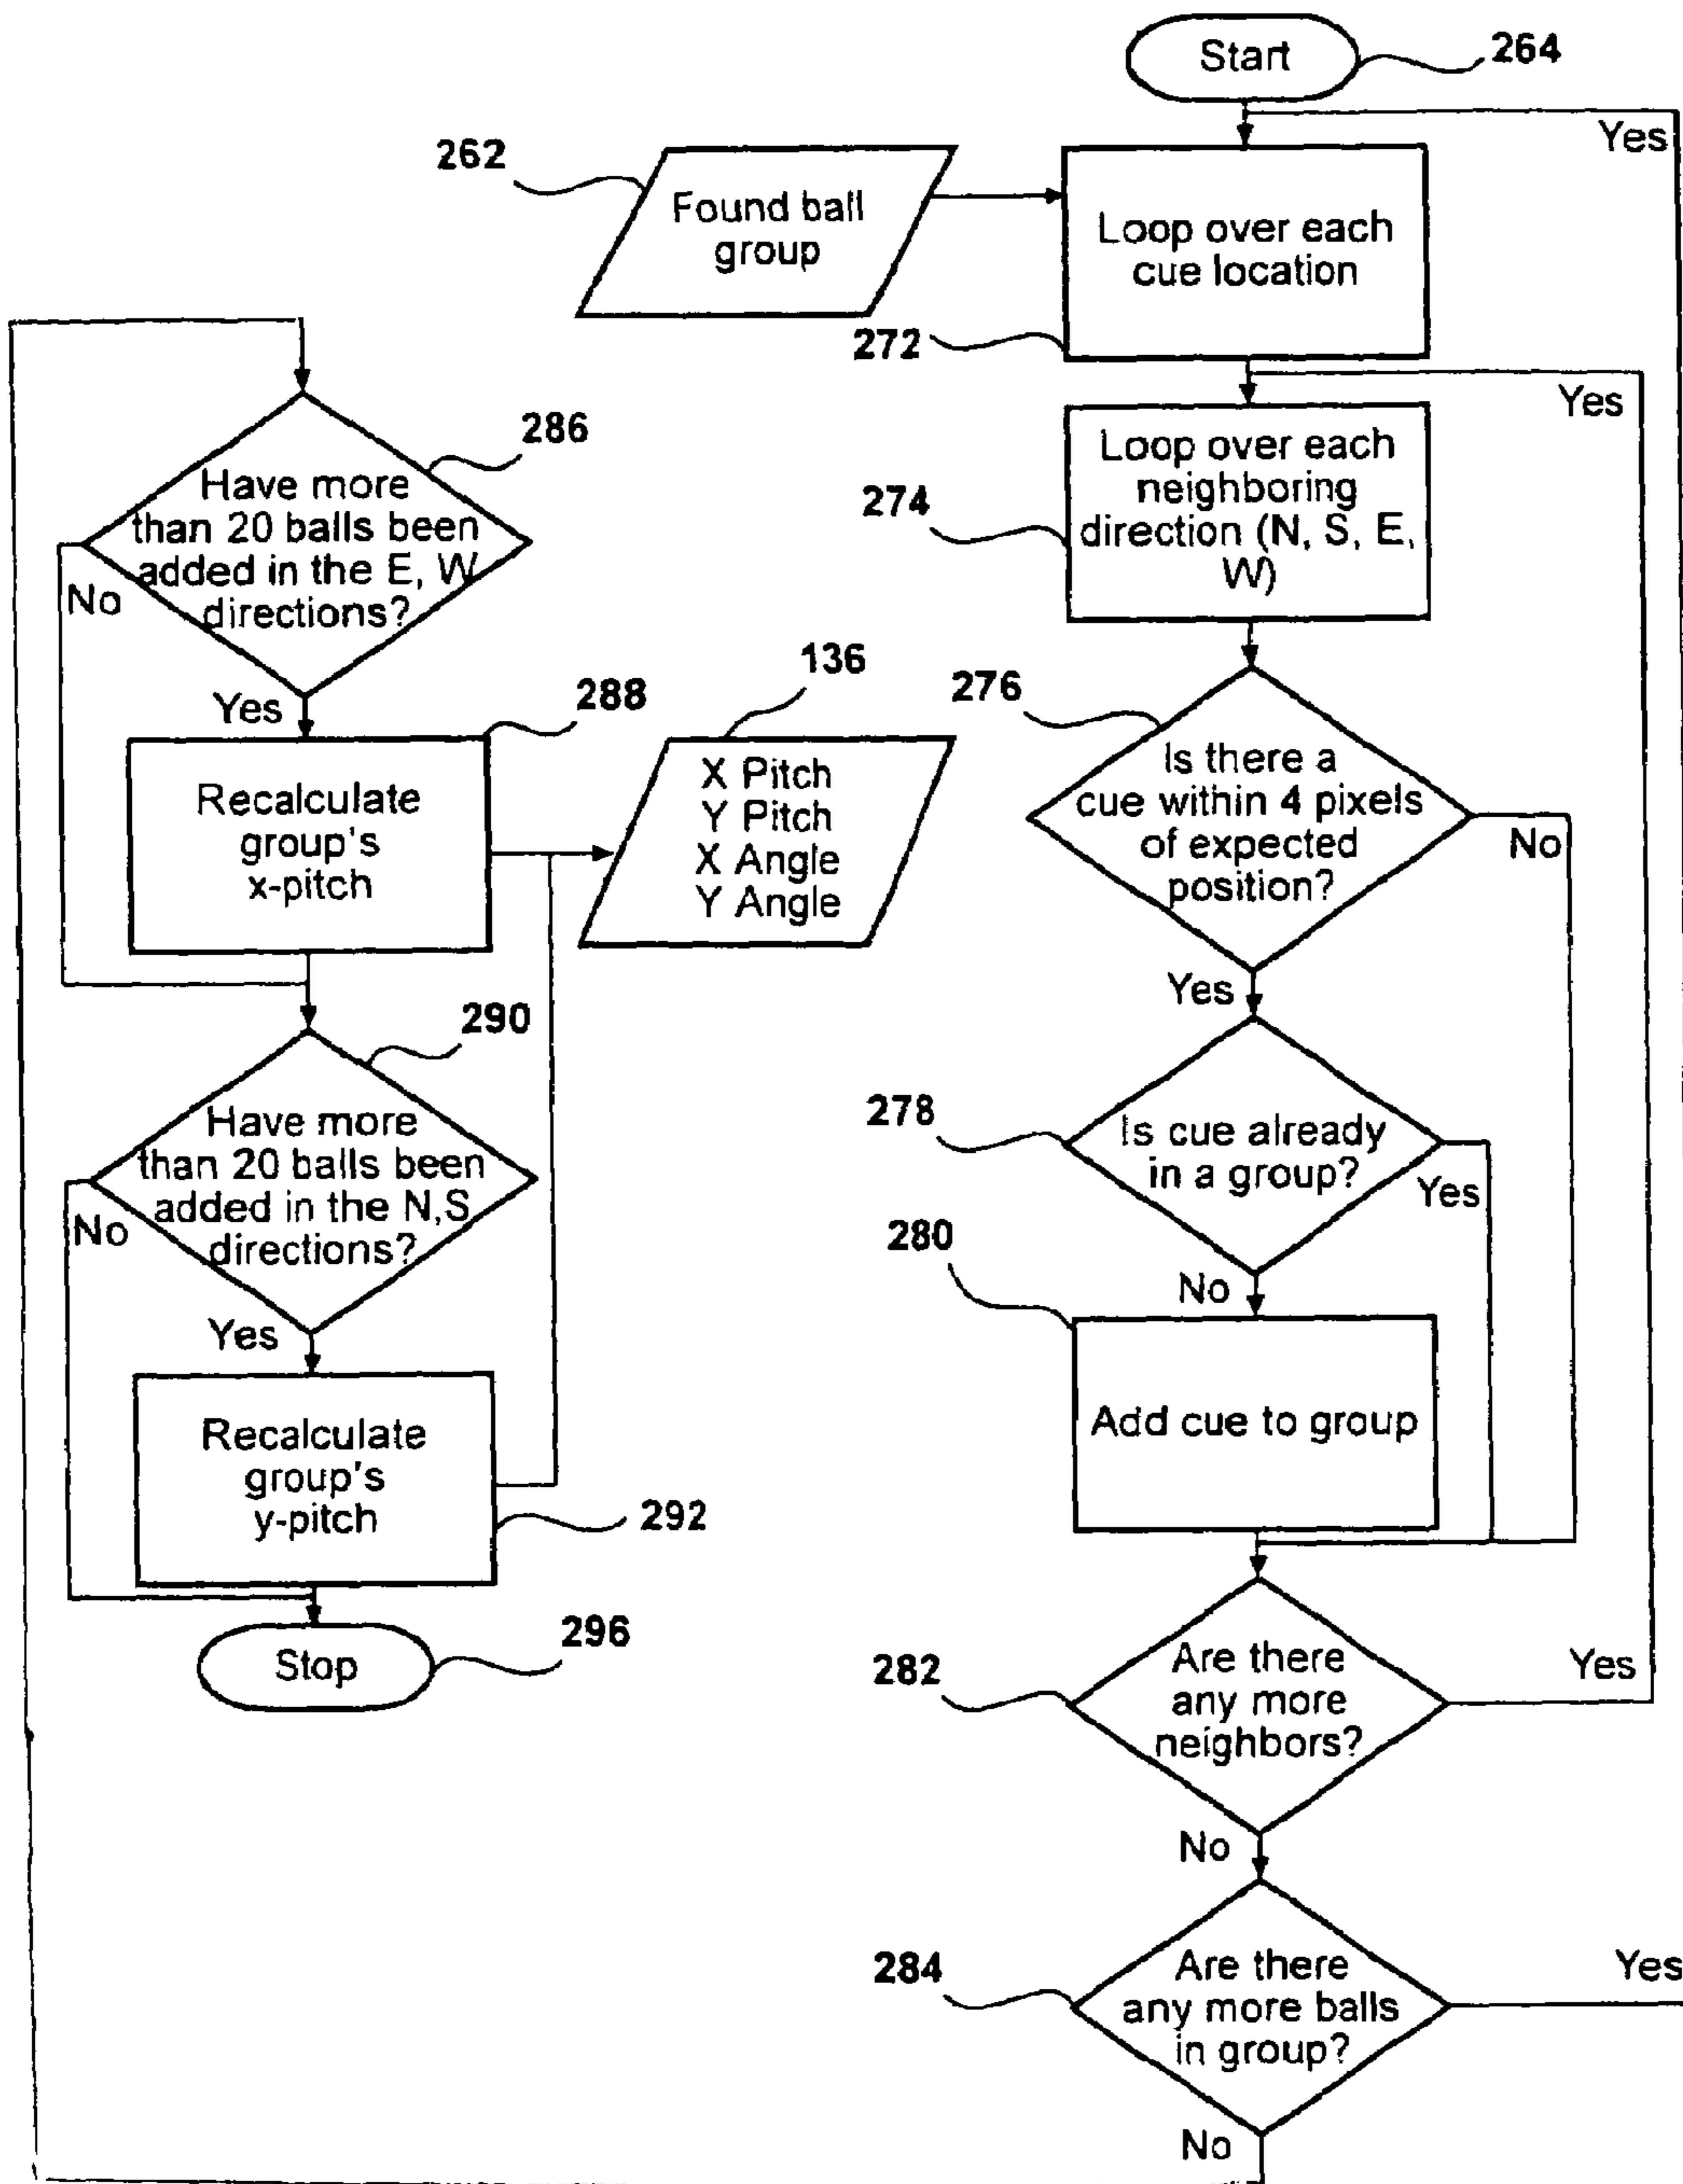 Start
264
Yes
262
Found ball
group
Loop over each
cue location
272
Yes
Loop over each
neighboring
direction (N, S, E,
W)
274
276
Is there a
cue within 4 pixels
of expected
position?
No
Yes
278
Is cue already
in a group?
Yes
No
280
Add cue to group
282
Are there
any more
neighbors?
Yes
No
284
Are there
any more balls
in group?
Yes
No
286
Have more
than 20 balls been
added in the E, W
directions?
No
Yes
288
Recalculate
group's
x-pitch
136
X Pitch
Y Pitch
X Angle
Y Angle
290
Have more
than 20 balls been
added in the N,S
directions?
No
Yes
Recalculate
group's
y-pitch
292
Stop
296